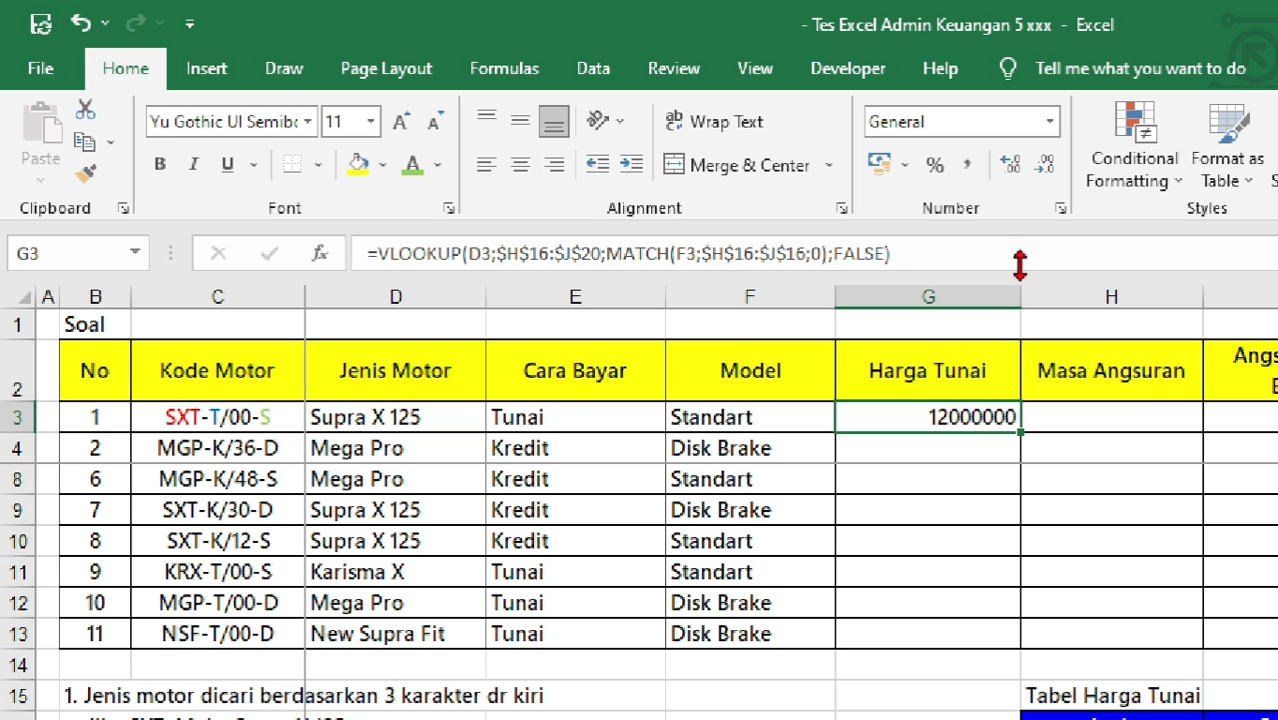 - Tes Excel Admin Keuangan 5 xxx - Excel
File Home Insert Draw Page Layout Formulas Data Review View Developer Help Tell me what you want to do
Paste
Yu Gothic UI Semibc 11
B I U
Wrap Text
Merge & Center
General
%
Conditional Formatting
Format as Table
Clipboard Font Alignment Number Styles
G3 fx =VLOOKUP(D3;$H$16:$J$20;MATCH(F3;$H$16:$J$16;0);FALSE)
A B C D E F G H
1 Soal
2 No Kode Motor Jenis Motor Cara Bayar Model Harga Tunai Masa Angsuran
3 1 SXT-T/00-S Supra X 125 Tunai Standart 12000000
4 2 MGP-K/36-D Mega Pro Kredit Disk Brake
8 6 MGP-K/48-S Mega Pro Kredit Standart
9 7 SXT-K/30-D Supra X 125 Kredit Disk Brake
10 8 SXT-K/12-S Supra X 125 Kredit Standart
11 9 KRX-T/00-S Karisma X Tunai Standart
12 10 MGP-T/00-D Mega Pro Tunai Disk Brake
13 11 NSF-T/00-D New Supra Fit Tunai Disk Brake
14
15 1. Jenis motor dicari berdasarkan 3 karakter dr kiri Tabel Harga Tunai